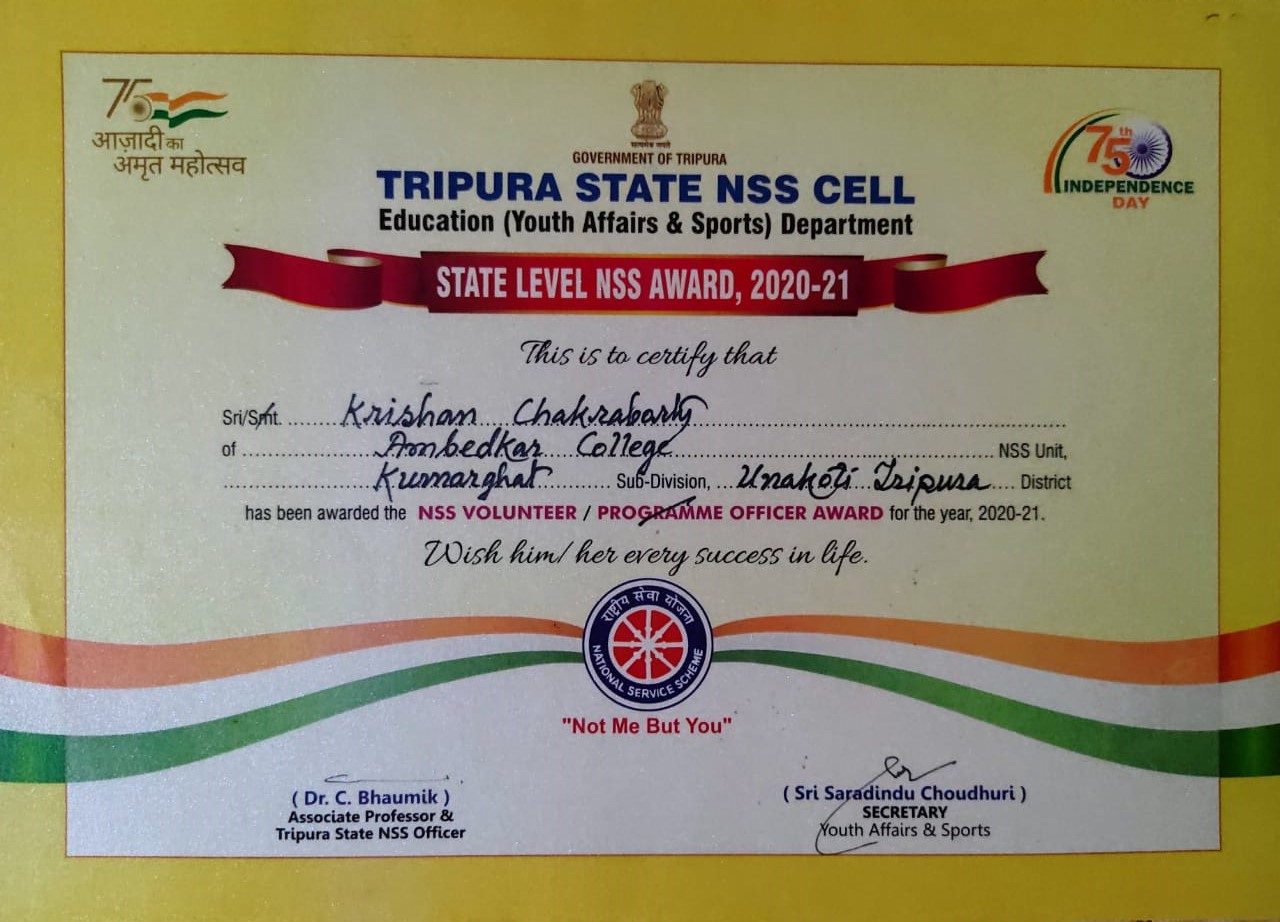 75
आज़ादी का
अमृत महोत्सव
सत्यमेव जयते
GOVERNMENT OF TRIPURA
75th
INDEPENDENCE
DAY
TRIPURA STATE NSS CELL
Education (Youth Affairs & Sports) Department
STATE LEVEL NSS AWARD, 2020-21
This is to certify that
Sri/Smt. Krishan Chakrabarty
of Ambedkar College NSS Unit,
Kumarghat Sub-Division, Unakoti Tripura District
has been awarded the NSS VOLUNTEER / PROGRAMME OFFICER AWARD for the year, 2020-21.
Wish him/ her every success in life.
राष्ट्रीय सेवा योजना
NATIONAL SERVICE SCHEME
"Not Me But You"
( Dr. C. Bhaumik )
Associate Professor &
Tripura State NSS Officer
( Sri Saradindu Choudhuri )
SECRETARY
Youth Affairs & Sports